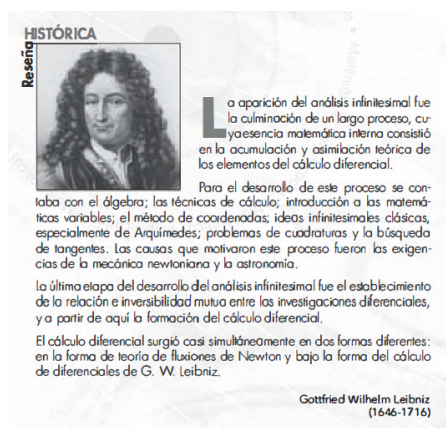 HISTÓRICA
Reseña
La aparición del análisis infinitesimal fue
la culminación de un largo proceso, cu-
ya esencia matemática interna consistió
en la acumulación y asimilación teórica de
los elementos del cálculo diferencial.
Para el desarrollo de este proceso se con-
taba con el álgebra; las técnicas de cálculo; introducción a las matemá-
ticas variables; el método de coordenadas; ideas infinitesimales clásicas,
especialmente de Arquímedes; problemas de cuadraturas y la búsqueda
de tangentes. Las causas que motivaron este proceso fueron las exigen-
cias de la mecánica newtoniana y la astronomía.
La última etapa del desarrollo del análisis infinitesimal fue el establecimiento
de la relación e inversibilidad mutua entre las investigaciones diferenciales,
y a partir de aquí la formación del cálculo diferencial.
El cálculo diferencial surgió casi simultáneamente en dos formas diferentes:
en la forma de teoría de fluxiones de Newton y bajo la forma del cálculo
de diferenciales de G. W. Leibniz.
Gottfried Wilhelm Leibniz
(1646-1716)